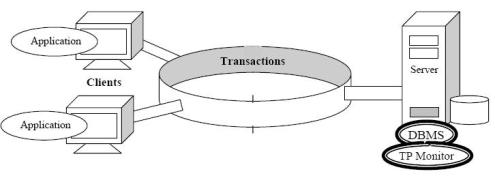 Application
Transactions
Server
Clients
Application
DBMS
TP Monitor